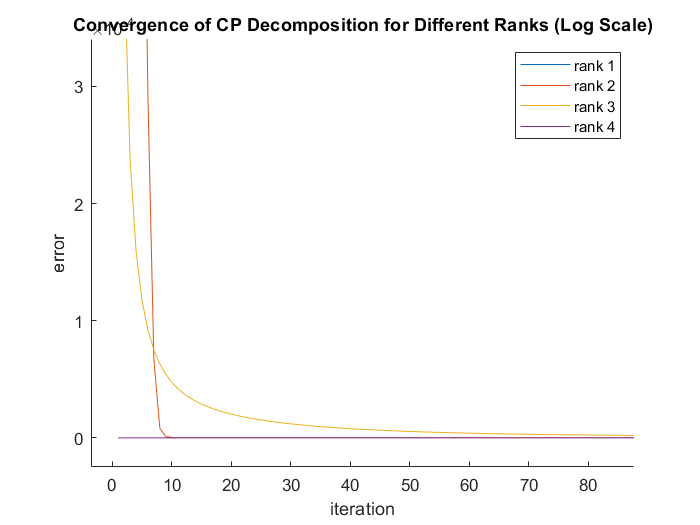 Convergence of CP Decomposition for Different Ranks (Log Scale)
rank 1
rank 2
rank 3
rank 4
3
2
1
0
error
0 10 20 30 40 50 60 70 80
iteration